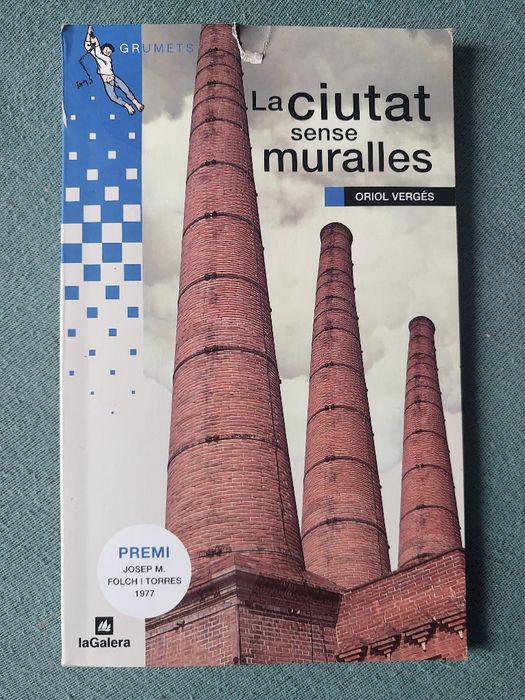 GRUMETS
La ciutat
sense
muralles
ORIOL VERGÉS
PREMI
JOSEP M.
FOLCH I TORRES
1977
laGalera